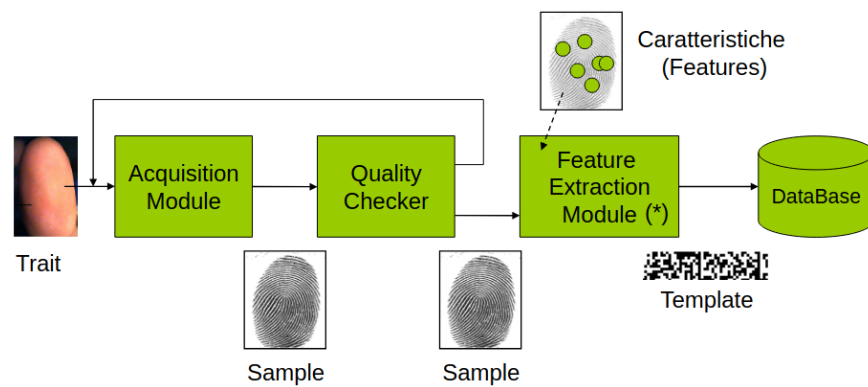 Caratteristiche
(Features)
Acquisition
Module
Quality
Checker
Feature
Extraction
Module (*)
DataBase
Trait
Template
Sample
Sample